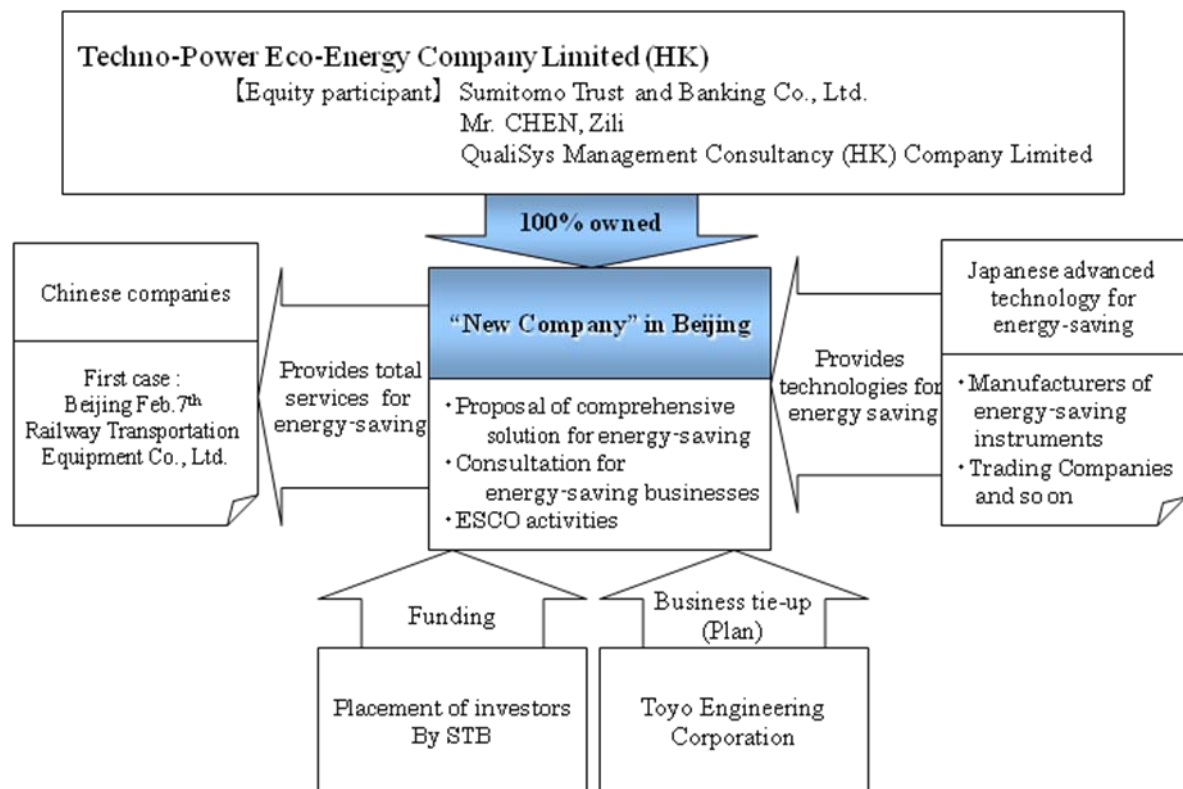 Techno-Power Eco-Energy Company Limited (HK)
【Equity participant】 Sumitomo Trust and Banking Co., Ltd.
Mr. CHEN, Zili
QualiSys Management Consultancy (HK) Company Limited
100% owned
Chinese companies
First case :
Beijing Feb.7th
Railway Transportation
Equipment Co., Ltd.
Provides total
services for
energy-saving
“New Company” in Beijing
・Proposal of comprehensive
solution for energy-saving
・Consultation for
energy-saving businesses
・ESCO activities
Provides
technologies for
energy saving
Japanese advanced
technology for
energy-saving
・Manufacturers of
energy-saving
instruments
・Trading Companies
and so on
Funding
Placement of investors
By STB
Business tie-up
(Plan)
Toyo Engineering
Corporation